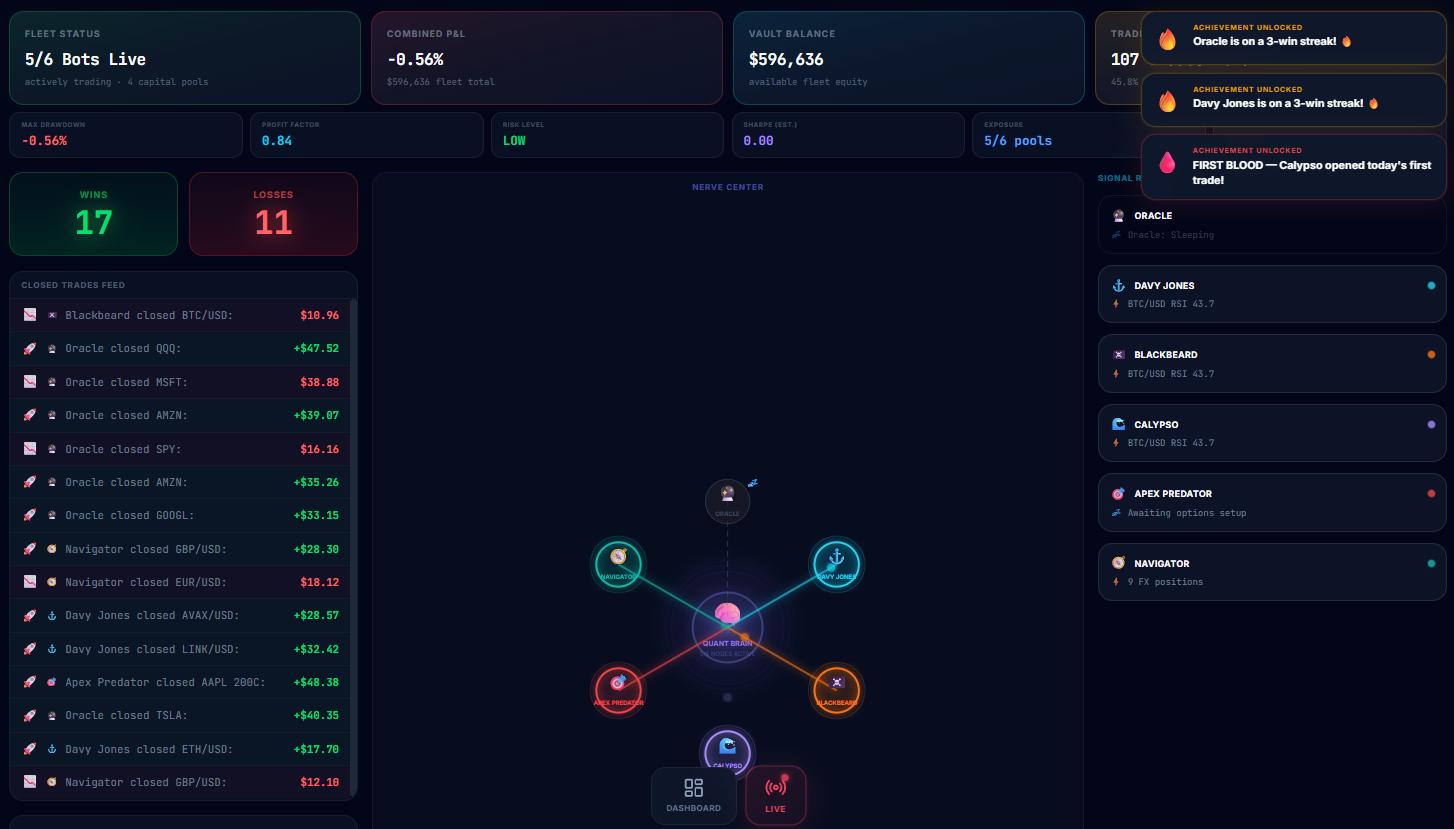 FLEET STATUS
5/6 Bots Live
actively trading · 4 capital pools
COMBINED P&L
-0.56%
$596,636 fleet total
VAULT BALANCE
$596,636
available fleet equity
107
45.8%
ACHIEVEMENT UNLOCKED
Oracle is on a 3-win streak! 🔥
ACHIEVEMENT UNLOCKED
Davy Jones is on a 3-win streak! 🔥
ACHIEVEMENT UNLOCKED
FIRST BLOOD — Calypso opened today's first
trade!
MAX DRAWDOWN
-0.56%
PROFIT FACTOR
0.84
RISK LEVEL
LOW
SHARPE (EST.)
0.00
EXPOSURE
5/6 pools
WINS
17
LOSSES
11
CLOSED TRADES FEED
Blackbeard closed BTC/USD: $10.96
Oracle closed QQQ: +$47.52
Oracle closed MSFT: $38.88
Oracle closed AMZN: +$39.07
Oracle closed SPY: $16.16
Oracle closed AMZN: +$35.26
Oracle closed GOOGL: +$33.15
Navigator closed GBP/USD: +$28.30
Navigator closed EUR/USD: $18.12
Davy Jones closed AVAX/USD: +$28.57
Davy Jones closed LINK/USD: +$32.42
Apex Predator closed AAPL 200C: +$48.38
Oracle closed TSLA: +$40.35
Davy Jones closed ETH/USD: +$17.70
Navigator closed GBP/USD: $12.10
NERVE CENTER
ORACLE
NAVIGATOR
DAVY JONES
QUANT BRAIN
NODES ACTIVE
APEX PREDATOR
BLACKBEARD
CALYPSO
DASHBOARD
LIVE
SIGNAL
ORACLE
Oracle: Sleeping
DAVY JONES
BTC/USD RSI 43.7
BLACKBEARD
BTC/USD RSI 43.7
CALYPSO
BTC/USD RSI 43.7
APEX PREDATOR
Awaiting options setup
NAVIGATOR
9 FX positions